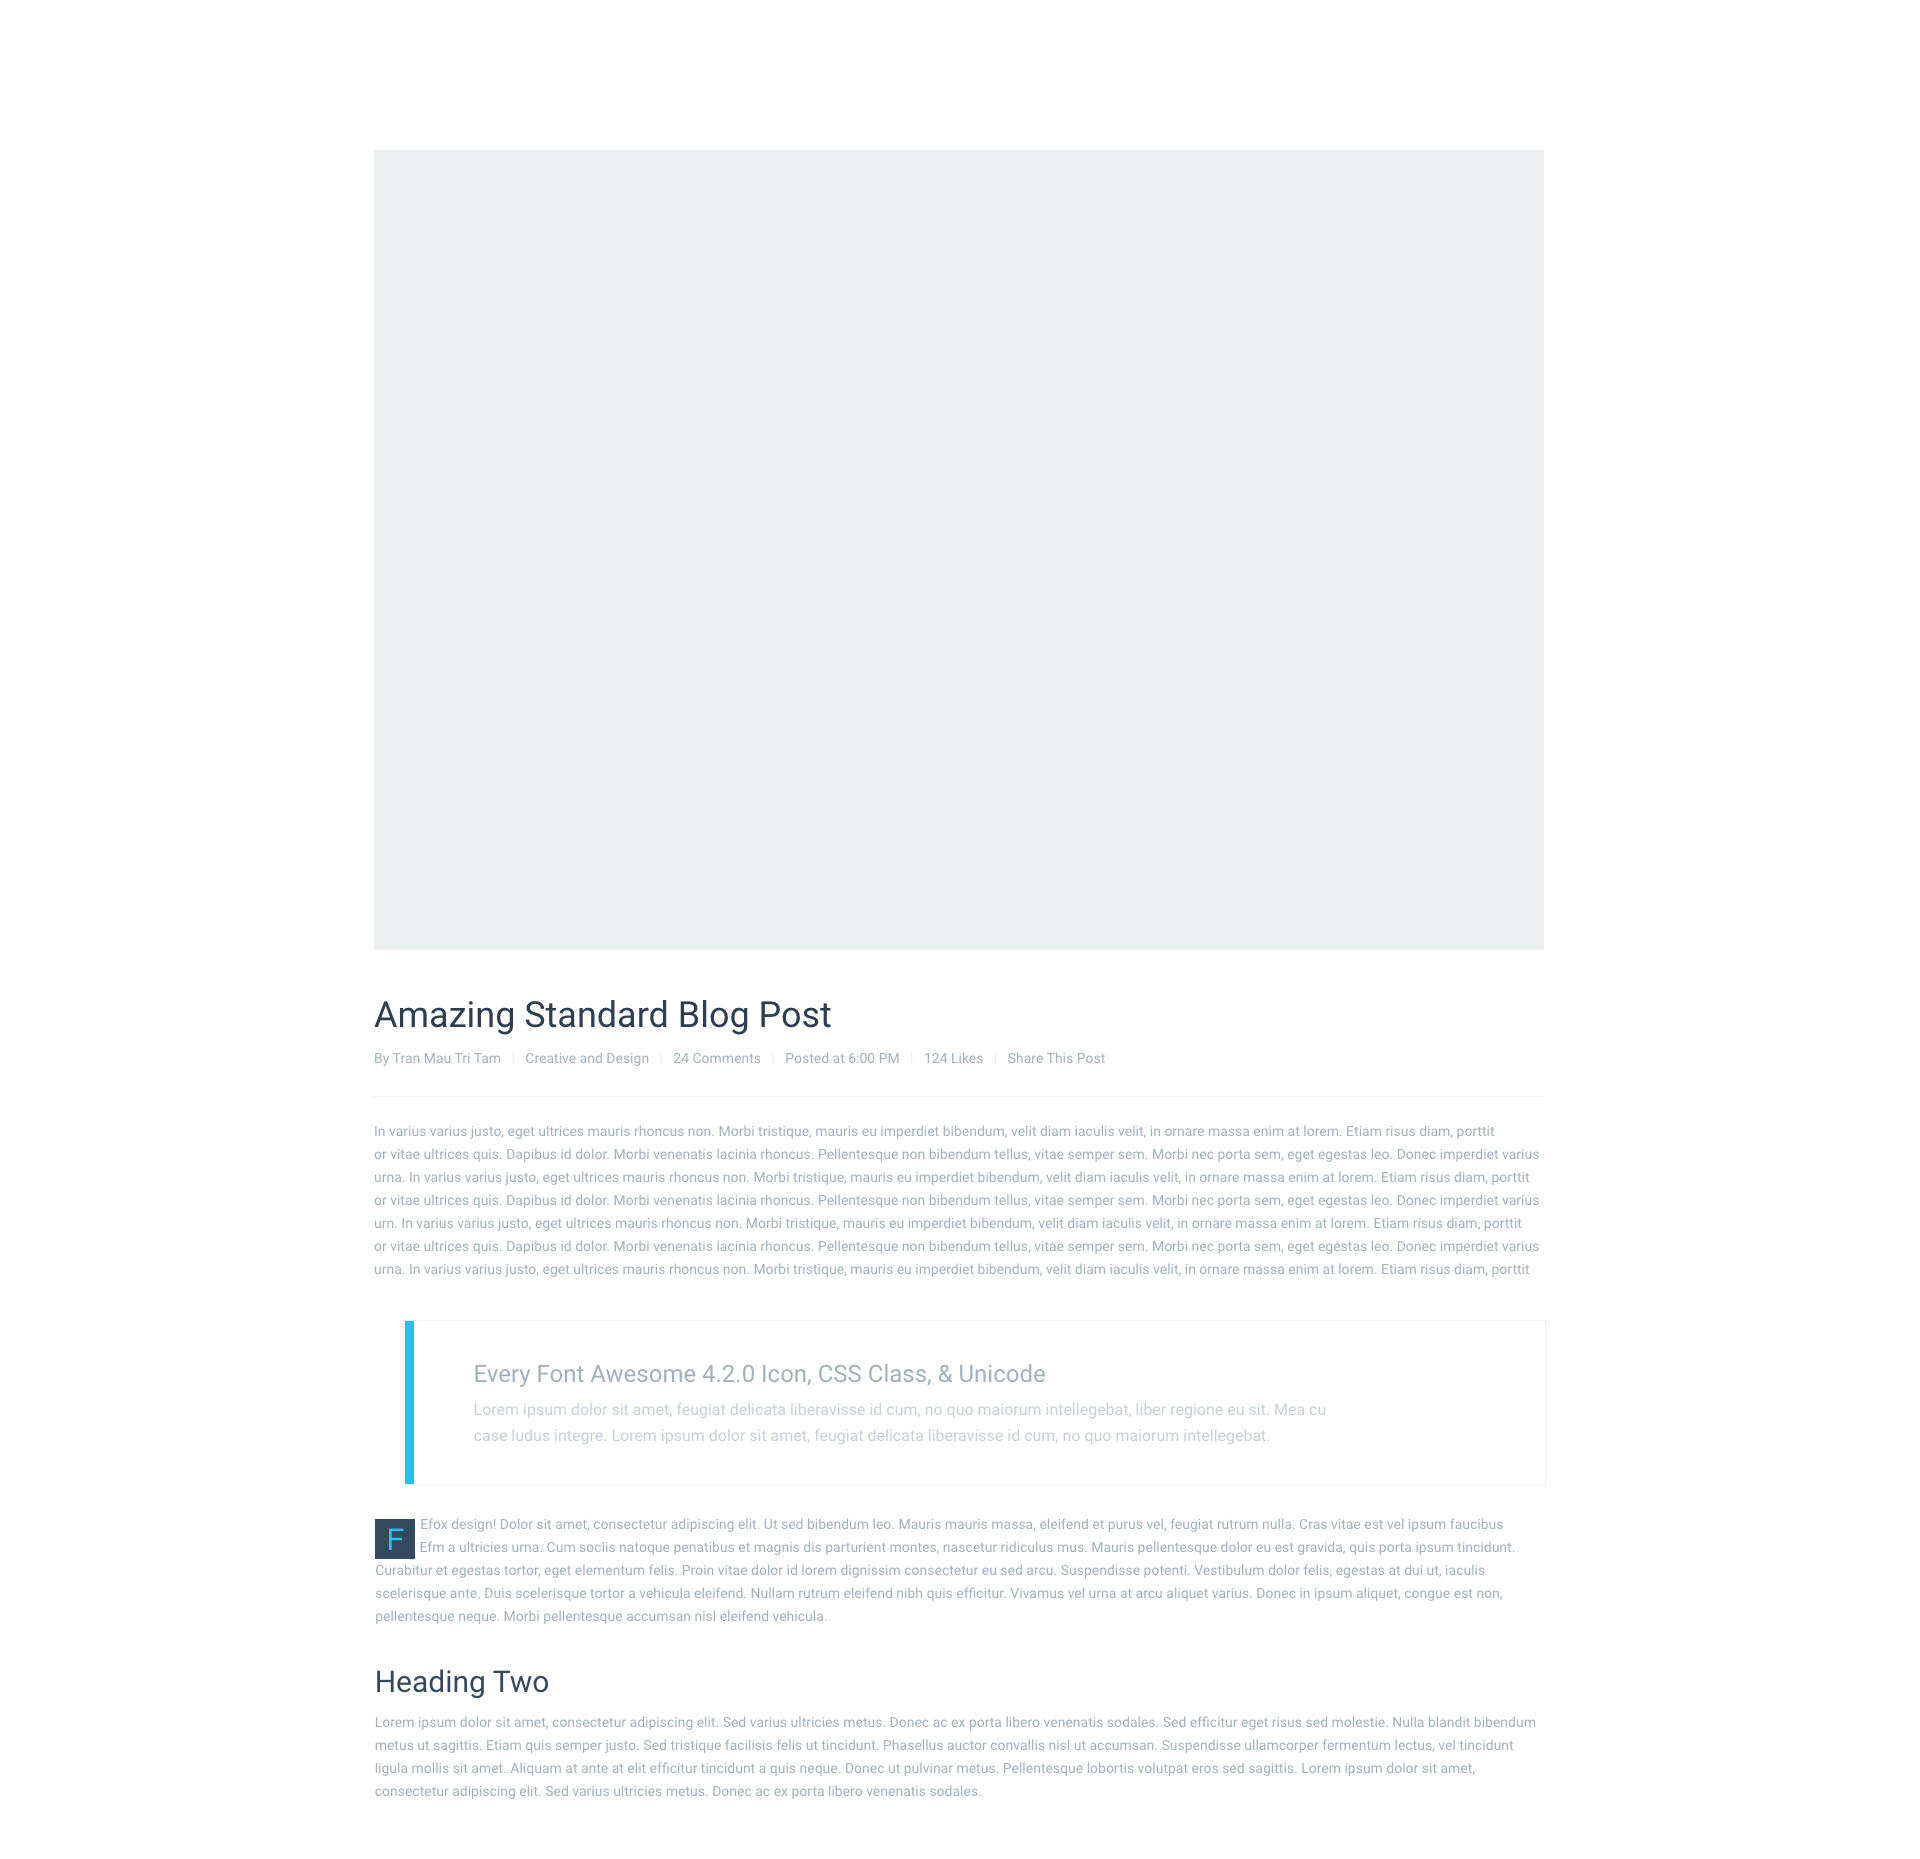 Amazing Standard Blog Post
By Tran Mau Tri Tam | Creative and Design | 24 Comments | Posted at 6:00 PM | 124 Likes | Share This Post
In varius varius justo, eget ultrices mauris rhoncus non. Morbi tristique, mauris eu imperdiet bibendum, velit diam iaculis velit, in ornare massa enim at lorem. Etiam risus diam, porttit
or vitae ultrices quis. Dapibus id dolor. Morbi venenatis lacinia rhoncus. Pellentesque non bibendum tellus, vitae semper sem. Morbi nec porta sem, eget egestas leo. Donec imperdiet varius
urna. In varius varius justo, eget ultrices mauris rhoncus non. Morbi tristique, mauris eu imperdiet bibendum, velit diam iaculis velit, in ornare massa enim at lorem. Etiam risus diam, porttit
or vitae ultrices quis. Dapibus id dolor. Morbi venenatis lacinia rhoncus. Pellentesque non bibendum tellus, vitae semper sem. Morbi nec porta sem, eget egestas leo. Donec imperdiet varius
urn. In varius varius justo, eget ultrices mauris rhoncus non. Morbi tristique, mauris eu imperdiet bibendum, velit diam iaculis velit, in ornare massa enim at lorem. Etiam risus diam, porttit
or vitae ultrices quis. Dapibus id dolor. Morbi venenatis lacinia rhoncus. Pellentesque non bibendum tellus, vitae semper sem. Morbi nec porta sem, eget egestas leo. Donec imperdiet varius
urna. In varius varius justo, eget ultrices mauris rhoncus non. Morbi tristique, mauris eu imperdiet bibendum, velit diam iaculis velit, in ornare massa enim at lorem. Etiam risus diam, porttit
Every Font Awesome 4.2.0 Icon, CSS Class, & Unicode
Lorem ipsum dolor sit amet, feugiat delicata liberavisse id cum, no quo maiorum intellegebat, liber regione eu sit. Mea cu
case ludus integre. Lorem ipsum dolor sit amet, feugiat delicata liberavisse id cum, no quo maiorum intellegebat.
F
Efox design! Dolor sit amet, consectetur adipiscing elit. Ut sed bibendum leo. Mauris mauris massa, eleifend et purus vel, feugiat rutrum nulla. Cras vitae est vel ipsum faucibus
Efm a ultricies urna. Cum sociis natoque penatibus et magnis dis parturient montes, nascetur ridiculus mus. Mauris pellentesque dolor eu est gravida, quis porta ipsum tincidunt.
Curabitur et egestas tortor, eget elementum felis. Proin vitae dolor id lorem dignissim consectetur eu sed arcu. Suspendisse potenti. Vestibulum dolor felis, egestas at dui ut, iaculis
scelerisque ante. Duis scelerisque tortor a vehicula eleifend. Nullam rutrum eleifend nibh quis efficitur. Vivamus vel urna at arcu aliquet varius. Donec in ipsum aliquet, congue est non,
pellentesque neque. Morbi pellentesque accumsan nisl eleifend vehicula.
Heading Two
Lorem ipsum dolor sit amet, consectetur adipiscing elit. Sed varius ultricies metus. Donec ac ex porta libero venenatis sodales. Sed efficitur eget risus sed molestie. Nulla blandit bibendum
metus ut sagittis. Etiam quis semper justo. Sed tristique facilisis felis ut tincidunt. Phasellus auctor convallis nisl ut accumsan. Suspendisse ullamcorper fermentum lectus, vel tincidunt
ligula mollis sit amet. Aliquam at ante at elit efficitur tincidunt a quis neque. Donec ut pulvinar metus. Pellentesque lobortis volutpat eros sed sagittis. Lorem ipsum dolor sit amet,
consectetur adipiscing elit. Sed varius ultricies metus. Donec ac ex porta libero venenatis sodales.